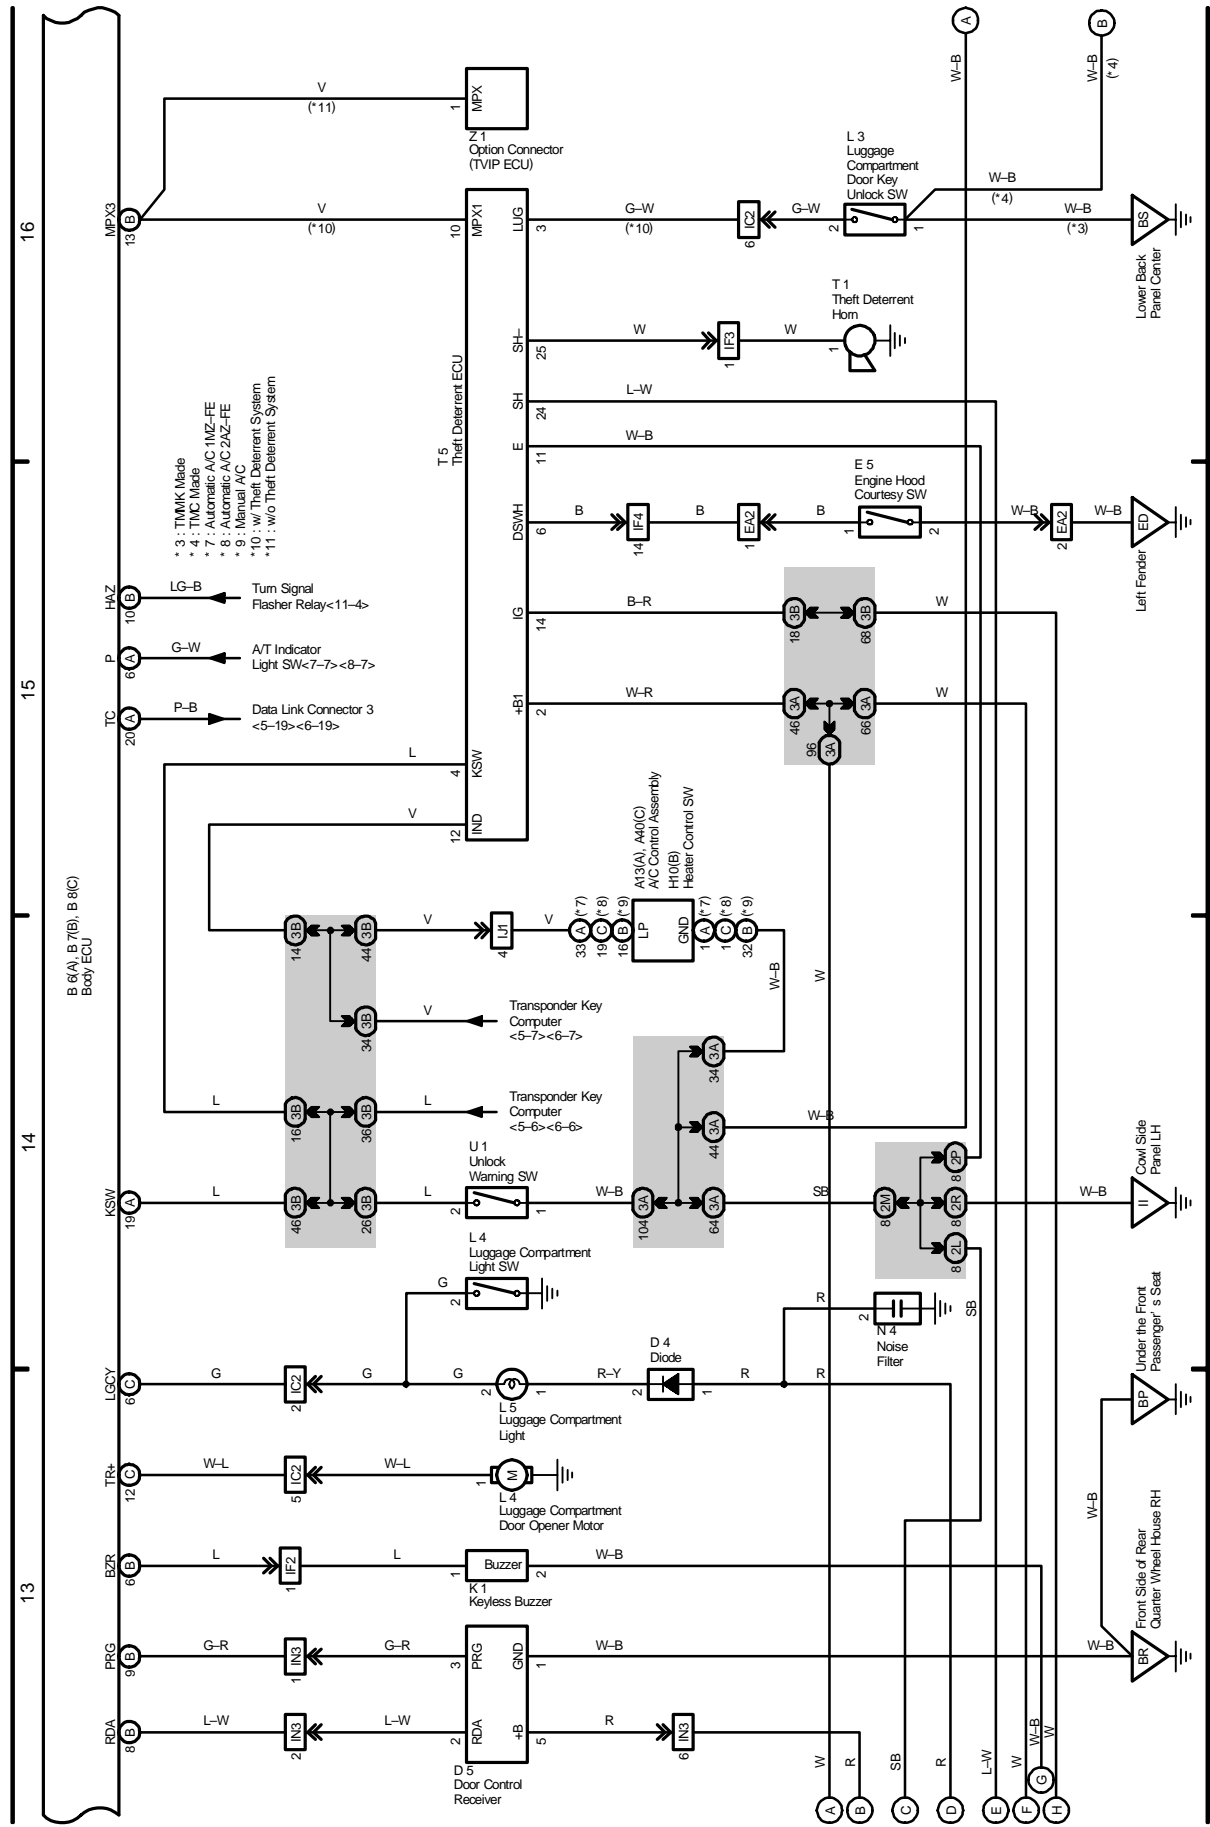 16
15
14
13
B 6(A), B 7(B), B 8(C)
Body ECU
MPX3
13
B
HAZ
10
B
P
6
A
TC
20
A
KSW
19
A
LGCY
6
C
TR+
12
C
BZR
6
B
PRG
9
B
RDA
8
B
* 3 : TMMK Made
* 4 : TMC Made
* 7 : Automatic A/C 1MZ–FE
* 8 : Automatic A/C 2AZ–FE
* 9 : Manual A/C
*10 : w/ Theft Deterrent System
*11 : w/o Theft Deterrent System
V
(*11)
1
MPX
Z 1
Option Connector
(TVIP ECU)
V
(*10)
10
MPX1
LUG
3
G–W
(*10)
6
IC2
G–W
2
1
L 3
Luggage
Compartment
Door Key
Unlock SW
W–B
(*4)
W–B
(*3)
BS
Lower Back
Panel Center
W–B
A
W–B
(*4)
B
T 5
Theft Deterrent ECU
SH–
25
W
1
IF3
W
1
T 1
Theft Deterrent
Horn
SH
24
L–W
E
11
W–B
DSWH
6
B
14
IF4
B
1
EA2
B
1
2
E 5
Engine Hood
Courtesy SW
W–B
2
EA2
W–B
ED
Left Fender
LG–B
Turn Signal
Flasher Relay<11–4>
G–W
A/T Indicator
Light SW<7–7><8–7>
P–B
Data Link Connector 3
<5–19><6–19>
IG
14
B–R
18
3B
68
3B
W
+B1
2
W–R
46
3A
66
3A
96
3A
W
L
4
KSW
V
12
IND
14
3B
44
3B
V
4
IJ1
V
33
A
(*7)
19
C
(*8)
16
B
(*9)
LP
GND
1
A
(*7)
1
C
(*8)
32
B
(*9)
A13(A), A40(C)
A/C Control Assembly
H10(B)
Heater Control SW
W–B
W
34
3B
V
Transponder Key
Computer
<5–7><6–7>
L
16
3B
36
3B
L
Transponder Key
Computer
<5–6><6–6>
34
3A
44
3A
W–B
L
46
3B
26
3B
L
2
1
U 1
Unlock
Warning SW
W–B
104
3A
64
3A
SB
8
2M
8
2P
8
2R
8
2L
W–B
II
Cowl Side
Panel LH
G
2
L 4
Luggage Compartment
Light SW
R
2
N 4
Noise
Filter
SB
G
2
IC2
G
G
2
1
L 5
Luggage Compartment
Light
R–Y
2
1
D 4
Diode
R
R
BP
Under the Front
Passenger' s Seat
W–L
5
IC2
W–L
1
M
L 4
Luggage Compartment
Door Opener Motor
W–B
L
1
IF2
L
1
Buzzer
2
K 1
Keyless Buzzer
W–B
G–R
1
IN3
G–R
3
PRG
GND
1
W–B
W–B
BR
Front Side of Rear
Quarter Wheel House RH
L–W
2
IN3
L–W
2
RDA
+B
5
R
6
IN3
D 5
Door Control
Receiver
W
A
R
B
SB
C
R
D
L–W
E
W
F
W–B
G
W
H